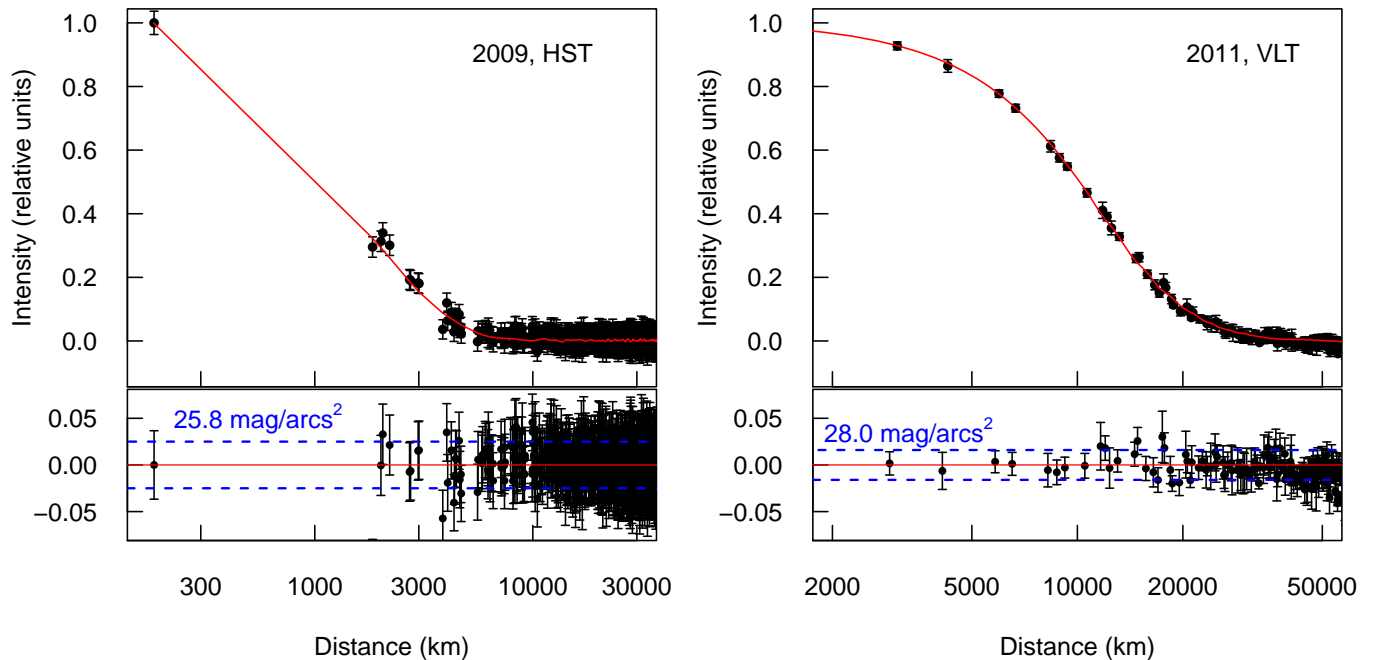 2009, HST
Intensity (relative units)
1.0
0.8
0.6
0.4
0.2
0.0
25.8 mag/arcs²
0.05
0.00
−0.05
300 1000 3000 10000 30000
Distance (km)
2011, VLT
Intensity (relative units)
1.0
0.8
0.6
0.4
0.2
0.0
28.0 mag/arcs²
0.05
0.00
−0.05
2000 5000 10000 20000 50000
Distance (km)